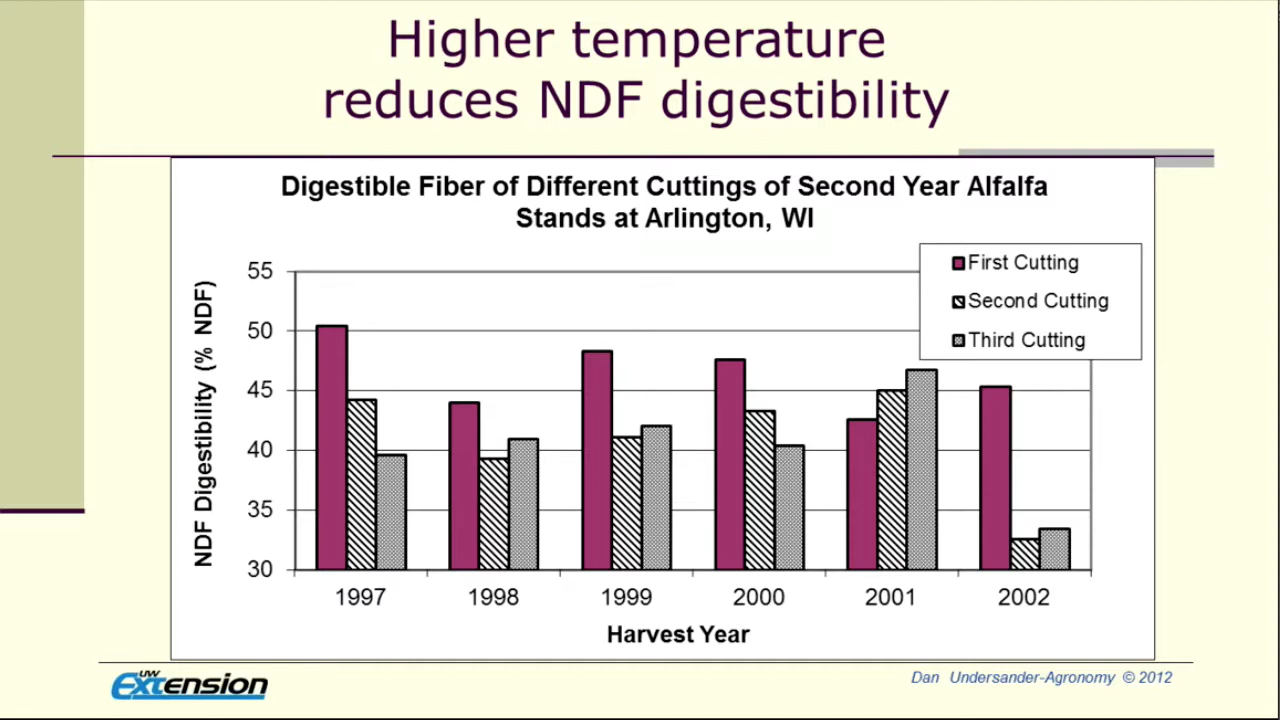 Higher temperature
reduces NDF digestibility
Digestible Fiber of Different Cuttings of Second Year Alfalfa
Stands at Arlington, WI
First Cutting
Second Cutting
Third Cutting
NDF Digestibility (% NDF)
55
50
45
40
35
30
1997 1998 1999 2000 2001 2002
Harvest Year
UW
Extension
Dan Undersander-Agronomy © 2012